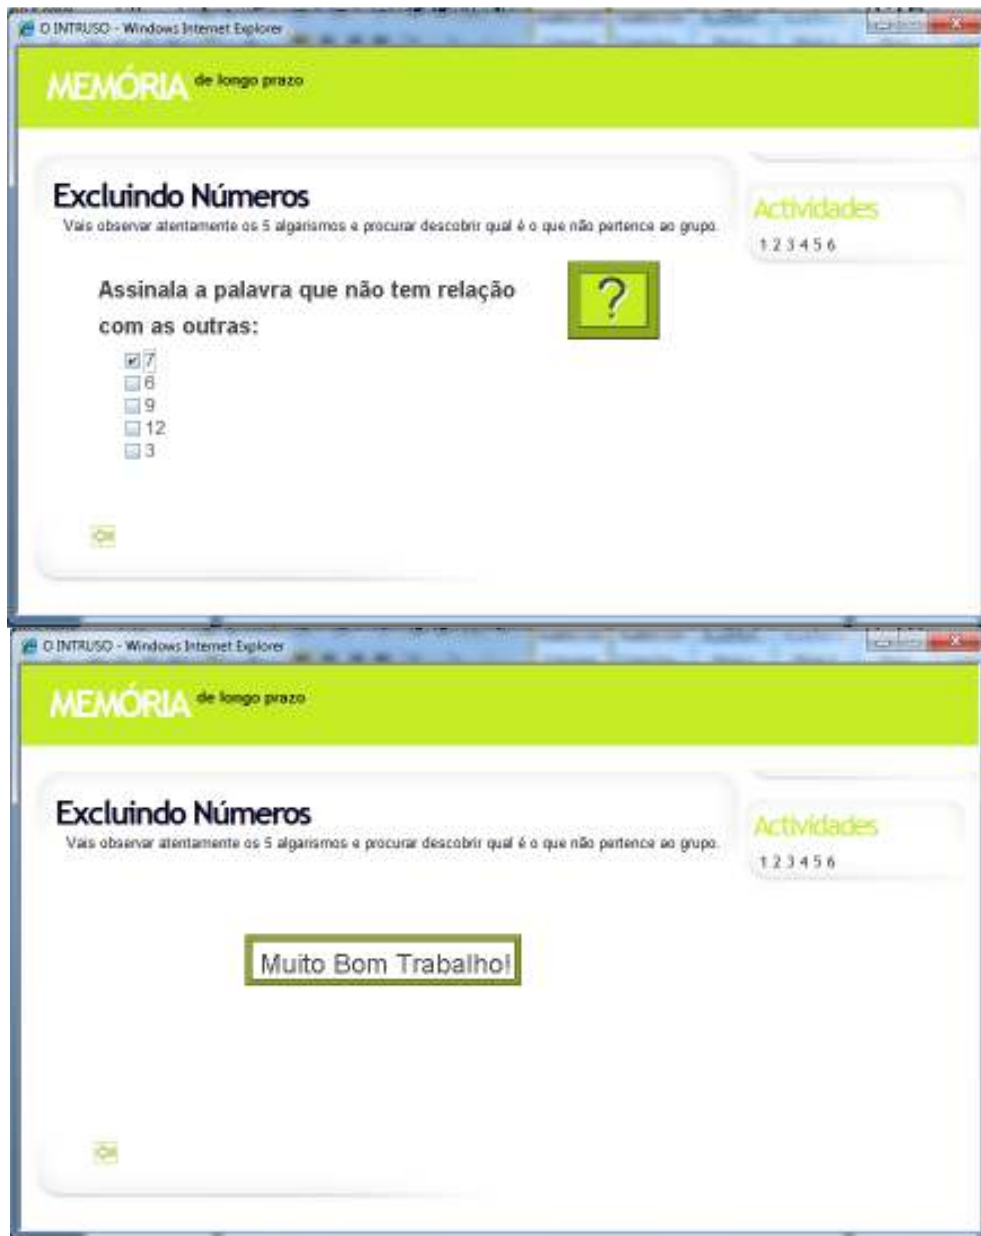 O INTRUSO - Windows Internet Explorer
MEMÓRIA de longo prazo
Excluindo Números
Vais observar atentamente os 5 algarismos e procurar descobrir qual é o que não pertence ao grupo.
Actividades
1 2 3 4 5 6
Assinala a palavra que não tem relação
com as outras:
?
7
6
9
12
3
O INTRUSO - Windows Internet Explorer
MEMÓRIA de longo prazo
Excluindo Números
Vais observar atentamente os 5 algarismos e procurar descobrir qual é o que não pertence ao grupo.
Actividades
1 2 3 4 5 6
Muito Bom Trabalho!